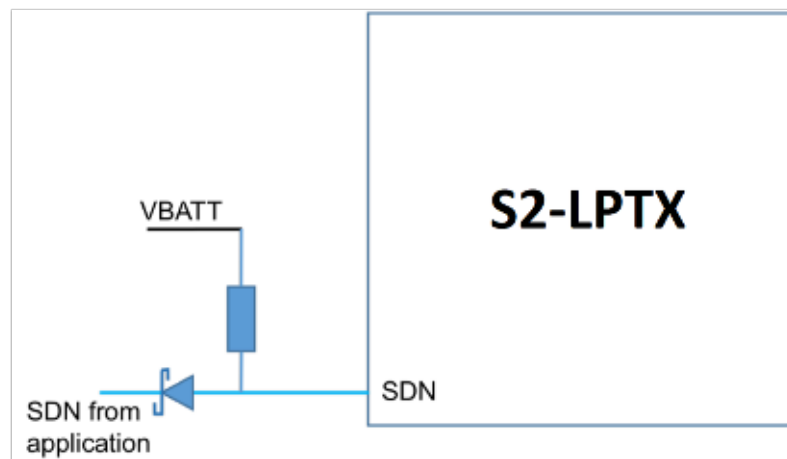 S2-LPTX
VBATT
SDN
SDN from
application